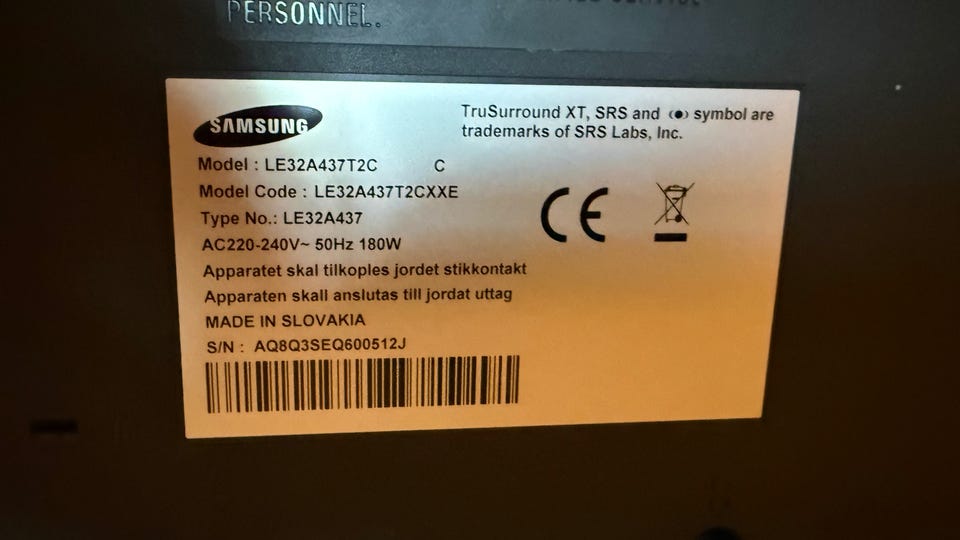 PERSONNEL.
SAMSUNG
TruSurround XT, SRS and (●) symbol are
trademarks of SRS Labs, Inc.
Model : LE32A437T2C C
Model Code : LE32A437T2CXXE
Type No.: LE32A437
AC220-240V~ 50Hz 180W
Apparatet skal tilkoples jordet stikkontakt
Apparaten skall anslutas till jordat uttag
MADE IN SLOVAKIA
S/N : AQ8Q3SEQ600512J
CE